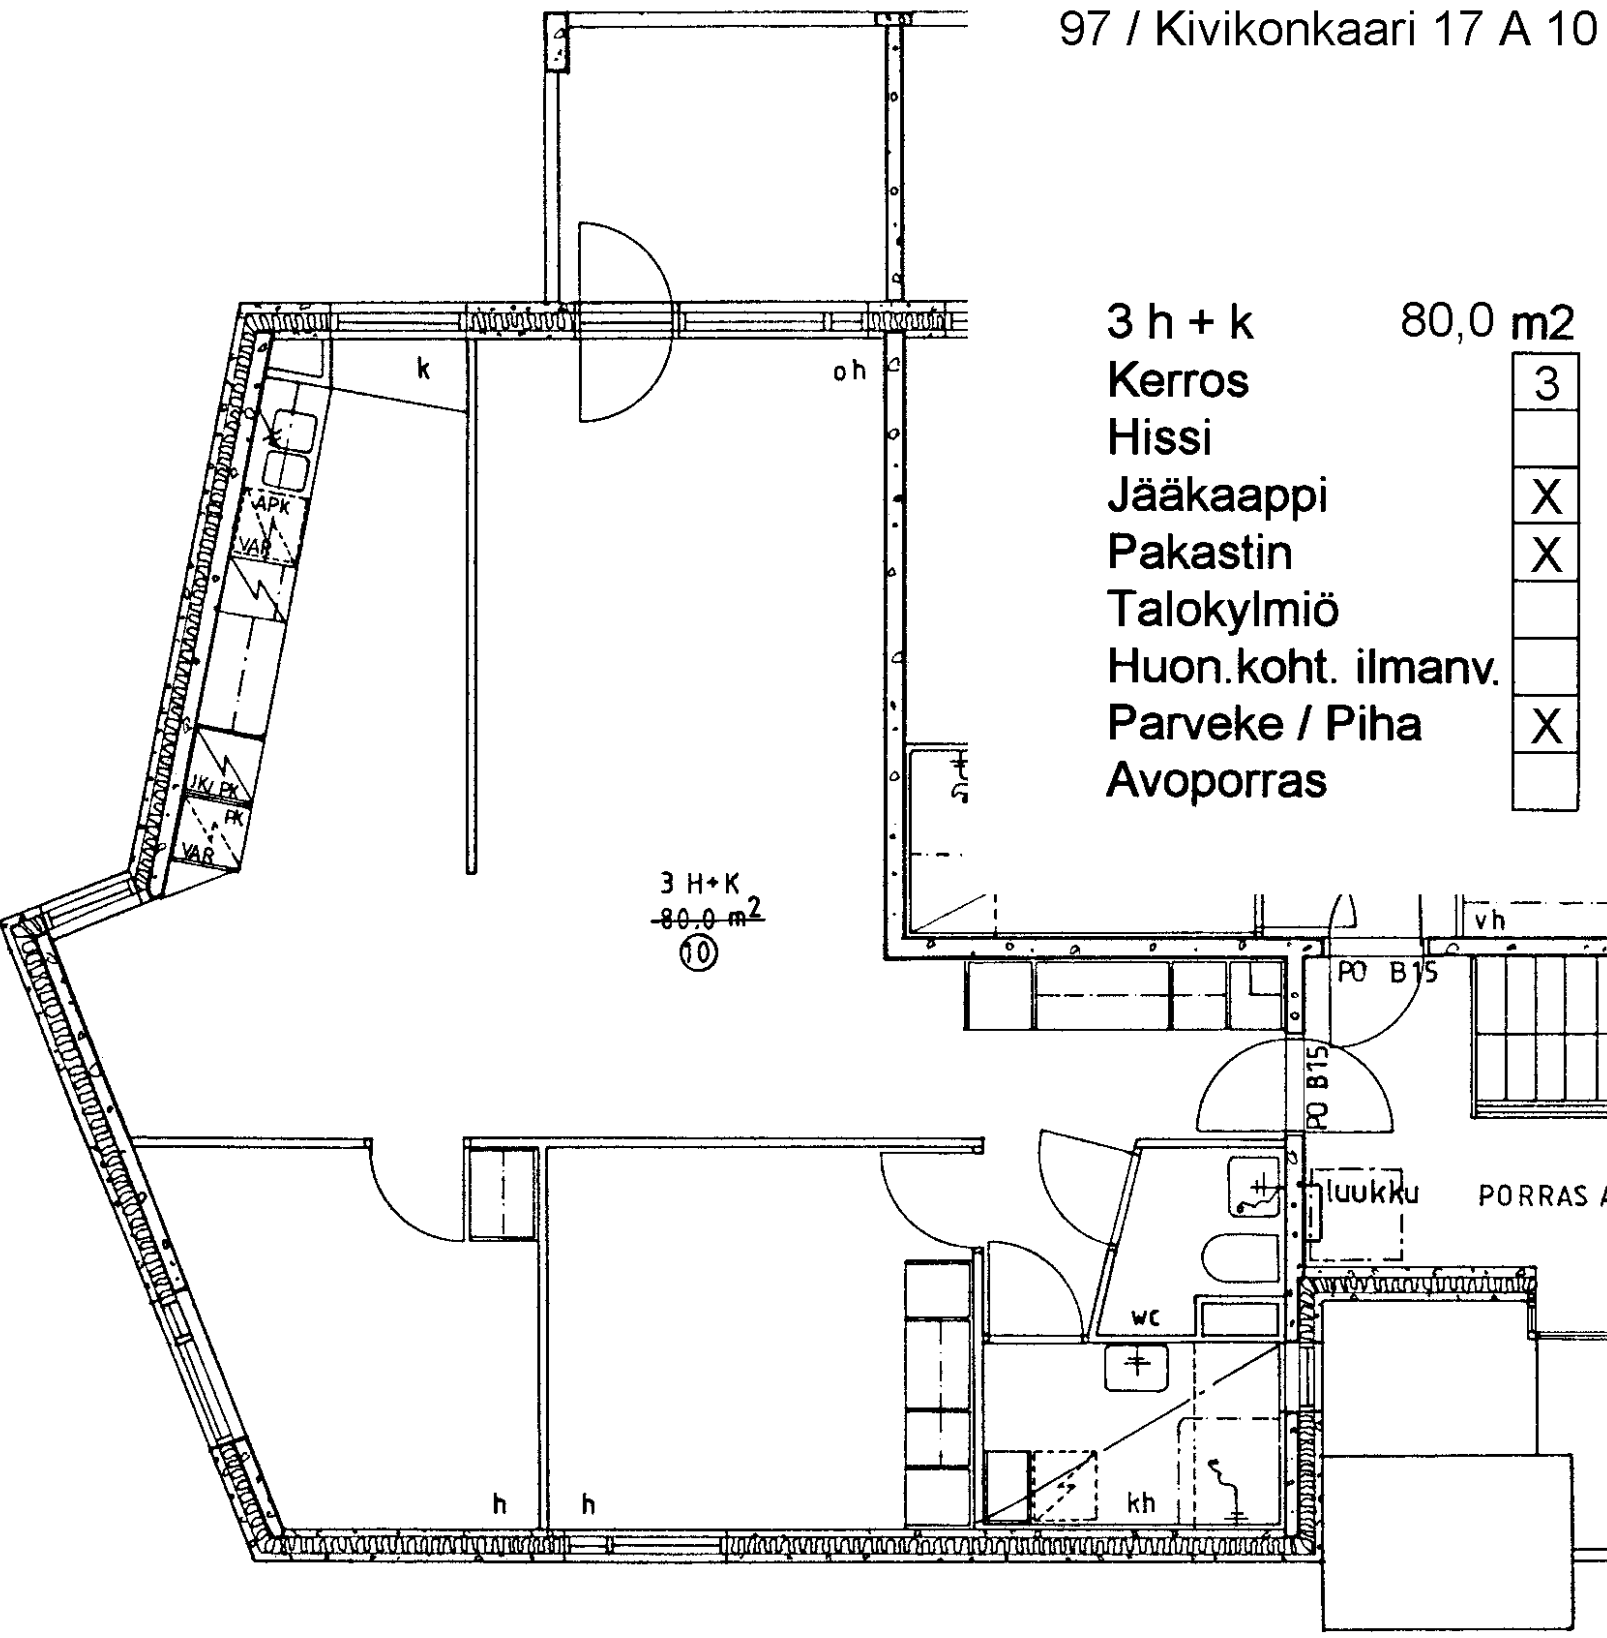 97 / Kivikonkaari 17 A 10
3 h + k 80,0 m2
Kerros 3
Hissi
Jääkaappi X
Pakastin X
Talokylmiö
Huon.koht. ilmanv.
Parveke / Piha X
Avoporras
k
oh
APK
VAR
JK/PK
PK
VAR
3 H+K
80.0 m2
10
vh
PO B15
PO B15
luukku
PORRAS A
wc
kh
h
h